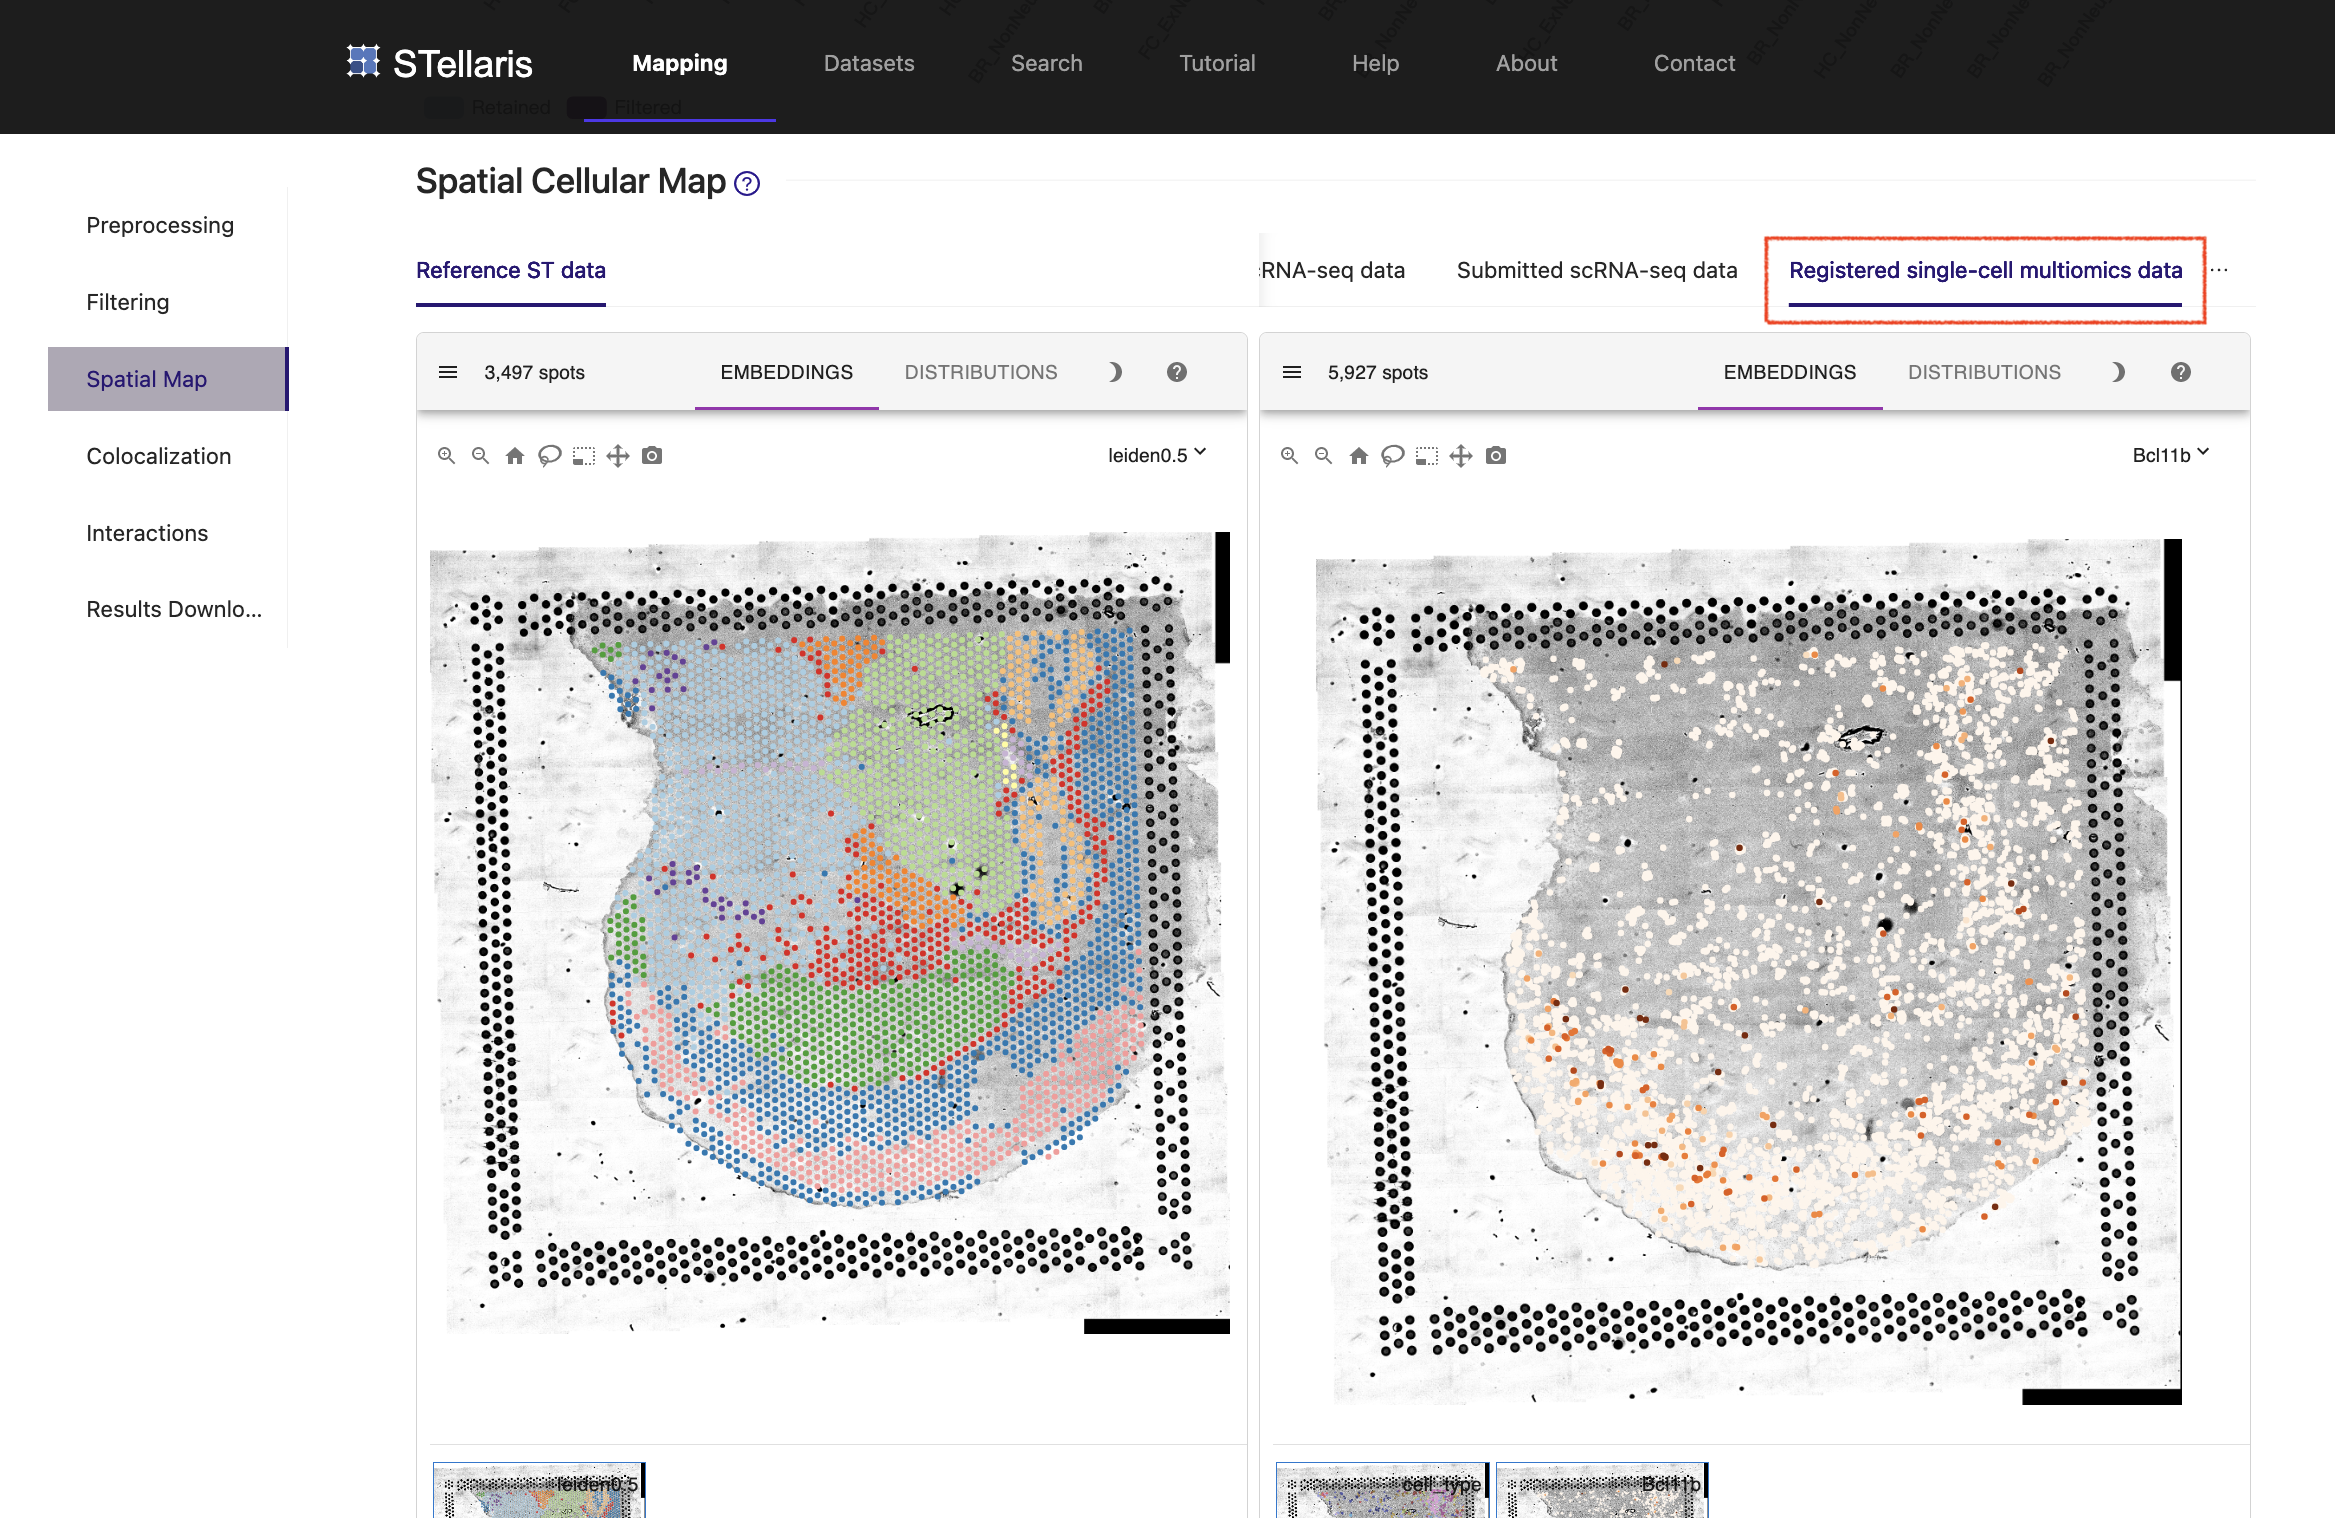 STellaris
Mapping
Datasets
Search
Tutorial
Help
About
Contact
Retained
Filtered
Spatial Cellular Map ?
Preprocessing
Filtering
Spatial Map
Colocalization
Interactions
Results Downlo...
Reference ST data
RNA-seq data
Submitted scRNA-seq data
Registered single-cell multiomics data
...
3,497 spots
EMBEDDINGS
DISTRIBUTIONS
?
leiden0.5
5,927 spots
EMBEDDINGS
DISTRIBUTIONS
?
Bcl11b
leiden0.5
cell_type
Bcl11b